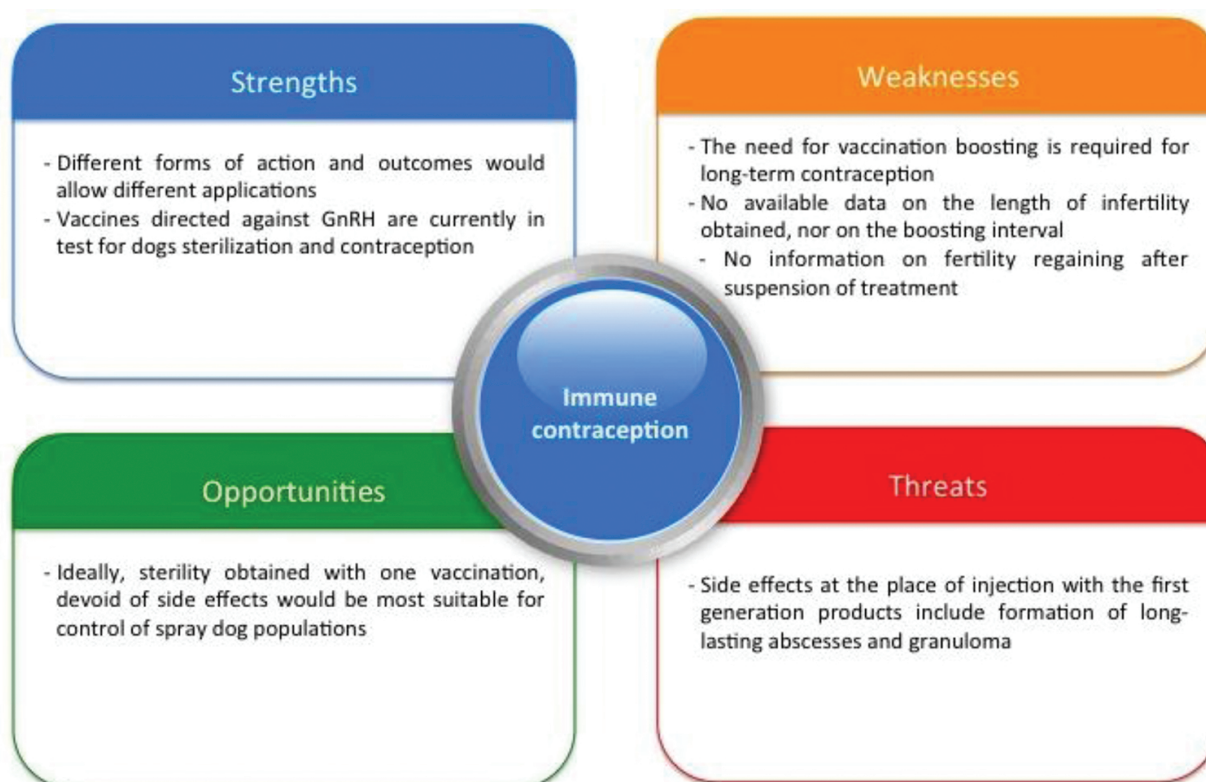 Strengths
- Different forms of action and outcomes would
allow different applications
- Vaccines directed against GnRH are currently in
test for dogs sterilization and contraception
Weaknesses
- The need for vaccination boosting is required for
long-term contraception
- No available data on the length of infertility
obtained, nor on the boosting interval
- No information on fertility regaining after
suspension of treatment
Immune
contraception
Opportunities
- Ideally, sterility obtained with one vaccination,
devoid of side effects would be most suitable for
control of spray dog populations
Threats
- Side effects at the place of injection with the first
generation products include formation of long-
lasting abscesses and granuloma